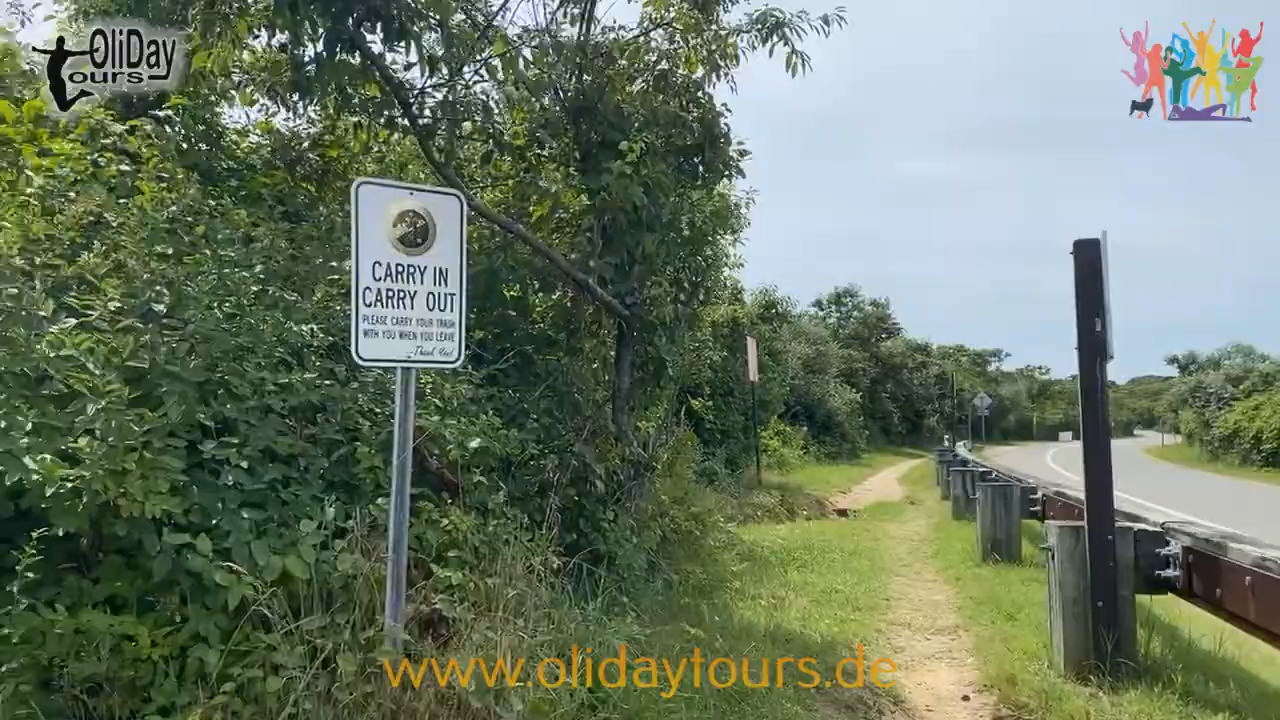 OliDay
Tours
CARRY IN
CARRY OUT
PLEASE CARRY YOUR TRASH
WITH YOU WHEN YOU LEAVE
-Thank You!
www.olidaytours.de